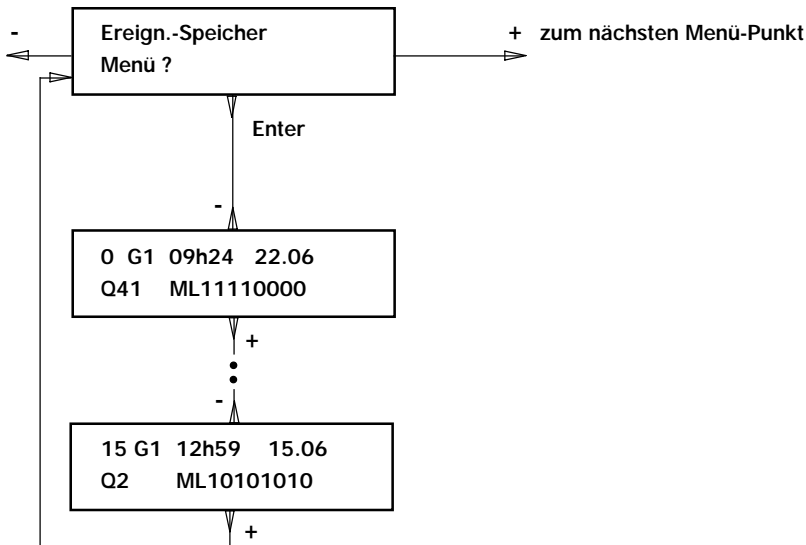 -
Ereign.-Speicher
Menü ?
+ zum nächsten Menü-Punkt
Enter
-
0 G1 09h24 22.06
Q41 ML11110000
+
-
15 G1 12h59 15.06
Q2 ML10101010
+